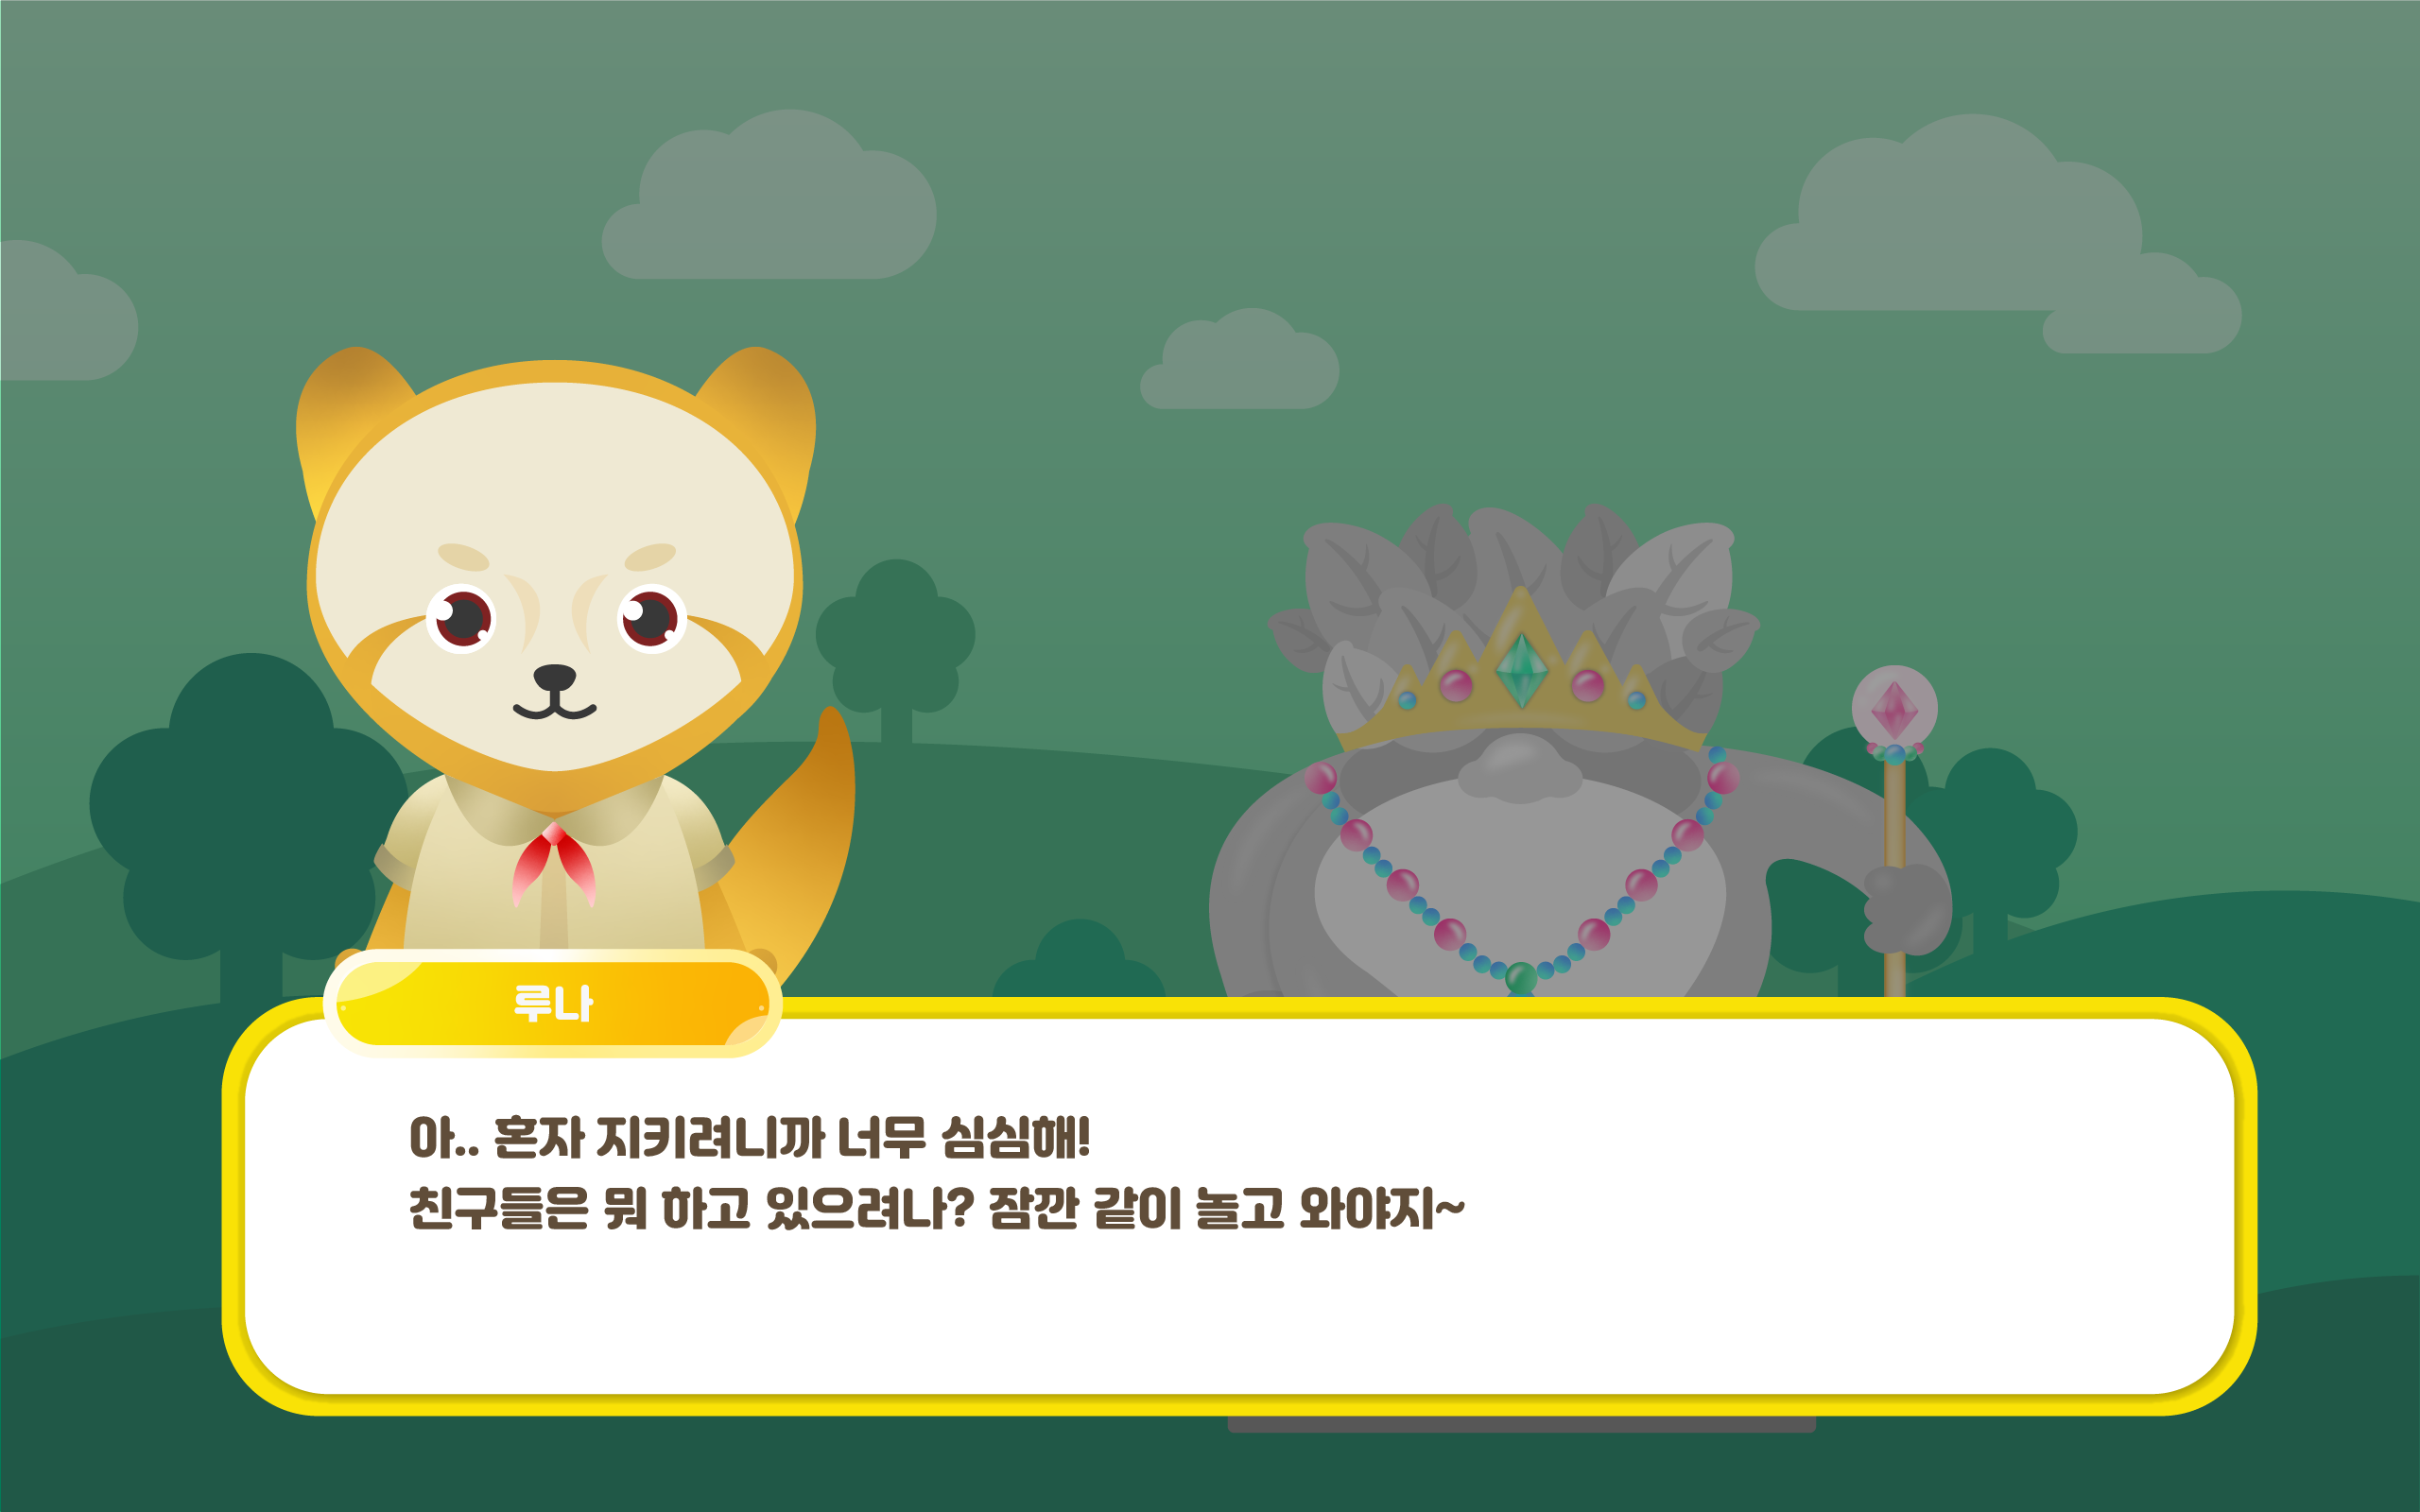 루나
아.. 혼자 지키려니까 너무 심심해!
친구들은 뭐 하고 있으려나? 잠깐 같이 놀고 와야지~